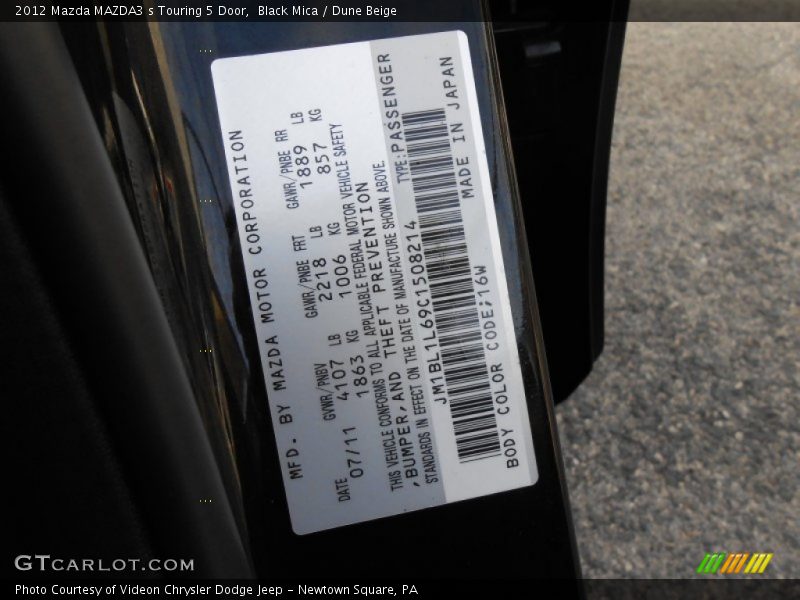 2012 Mazda MAZDA3 s Touring 5 Door,  Black Mica / Dune Beige
MFD. BY MAZDA MOTOR CORPORATION
DATE GVWR/PNBV GAWR/PNBE FRT GAWR/PNBE RR
07/11 4107 LB 2218 LB 1889 LB
1863 KG 1006 KG 857 KG
THIS VEHICLE CONFORMS TO ALL APPLICABLE FEDERAL MOTOR VEHICLE SAFETY
,BUMPER,AND THEFT PREVENTION
STANDARDS IN EFFECT ON THE DATE OF MANUFACTURE SHOWN ABOVE.
JM1BL1L69C1508214 TYPE:PASSENGER
BODY COLOR CODE:16W MADE IN JAPAN
GTCARLOT.COM
Photo Courtesy of Videon Chrysler Dodge Jeep - Newtown Square, PA